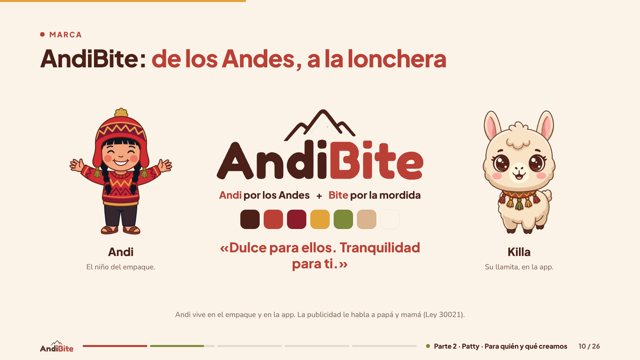 MARCA
AndiBite: de los Andes, a la lonchera
AndiBite
Andi por los Andes + Bite por la mordida
«Dulce para ellos. Tranquilidad
para ti.»
Andi
El niño del empaque.
Killa
Su llamita, en la app.
Andi vive en el empaque y en la app. La publicidad le habla a papá y mamá (Ley 30021).
AndiBite
Parte 2 · Patty · Para quién y qué creamos 10 / 26